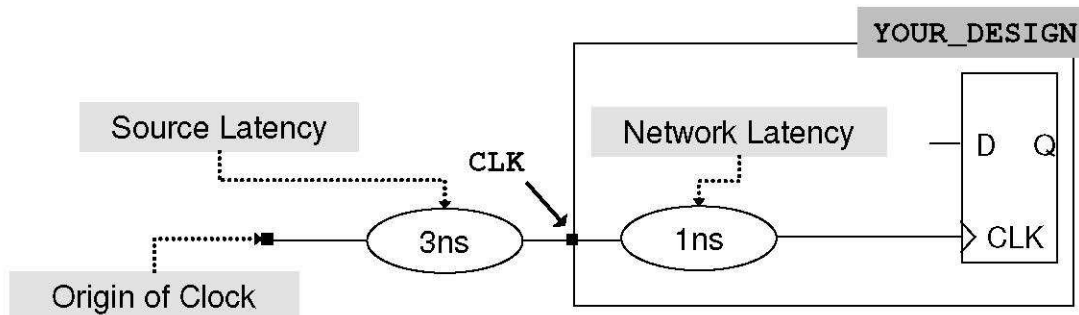 YOUR_DESIGN
Source Latency
Network Latency
CLK
D Q
3ns
1ns
CLK
Origin of Clock